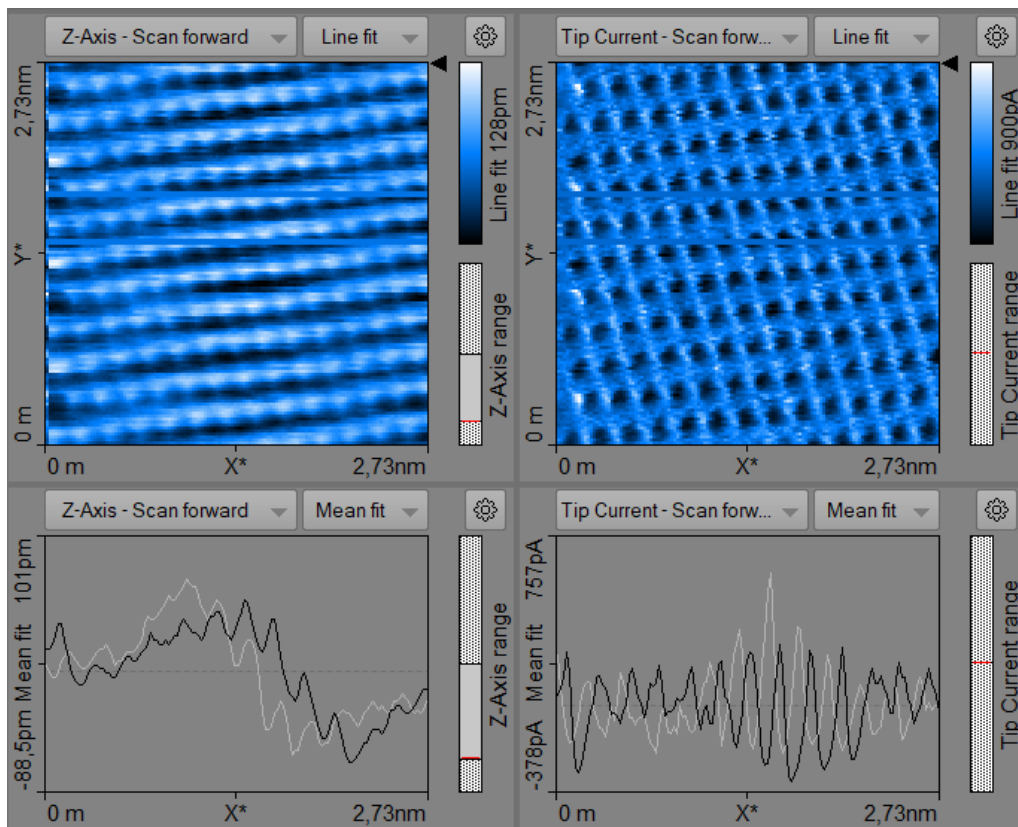 Z-Axis - Scan forward
Line fit
2,73nm
Y*
0 m
0 m
X*
2,73nm
Line fit 128pm
Z-Axis range
Tip Current - Scan forw...
Line fit
2,73nm
Y*
0 m
0 m
X*
2,73nm
Line fit 900pA
Tip Current range
Z-Axis - Scan forward
Mean fit
-88,5pm Mean fit 101pm
0 m
X*
2,73nm
Z-Axis range
Tip Current - Scan forw...
Mean fit
-378pA Mean fit 757pA
0 m
X*
2,73nm
Tip Current range